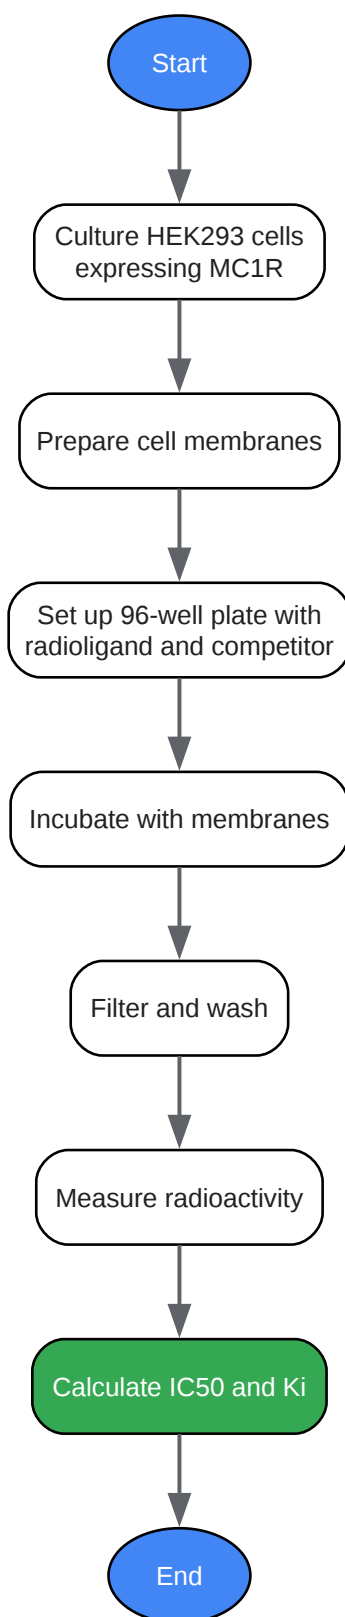 Start
Culture HEK293 cells
expressing MC1R
Prepare cell membranes
Set up 96-well plate with
radioligand and competitor
Incubate with membranes
Filter and wash
Measure radioactivity
Calculate IC50 and Ki
End